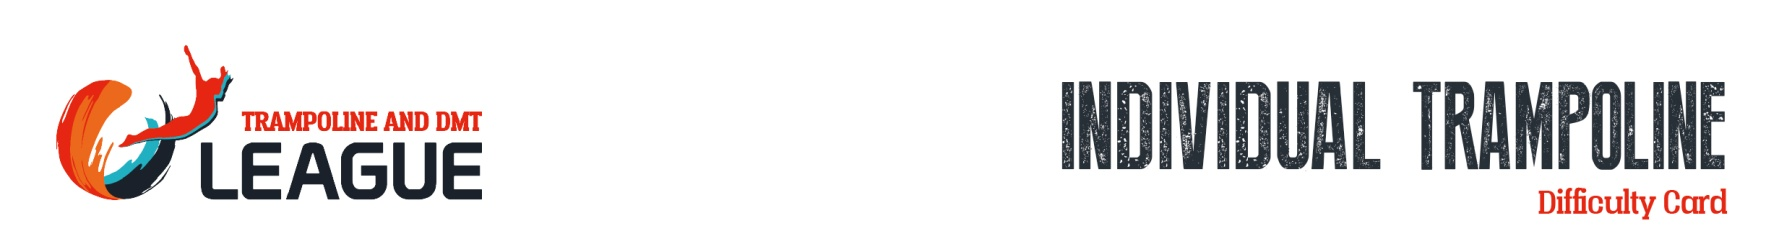 TRAMPOLINE AND DMT
LEAGUE
INDIVIDUAL TRAMPOLINE
Difficulty Card